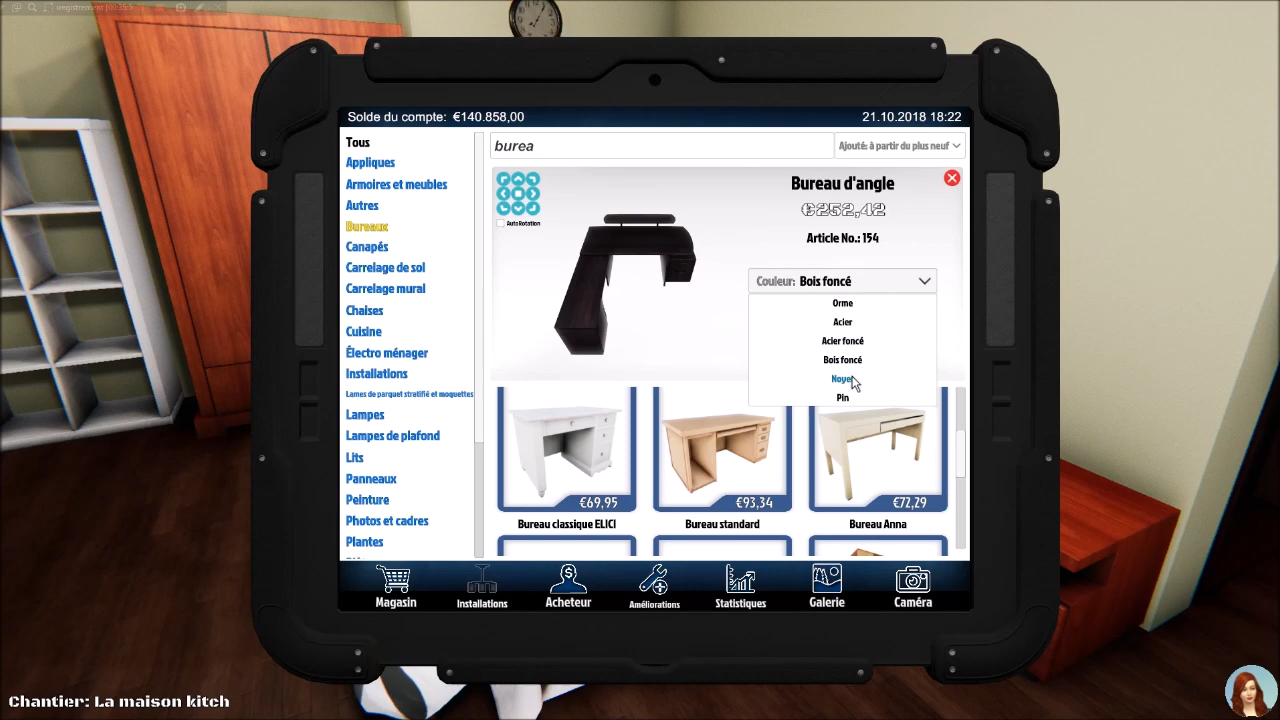 Solde du compte: €140.858,00
21.10.2018 18:22
Tous
Appliques
Armoires et meubles
Autres
Bureaux
Canapés
Carrelage de sol
Carrelage mural
Chaises
Cuisine
Électro ménager
Installations
Lames de parquet stratifié et moquettes
Lampes
Lampes de plafond
Lits
Panneaux
Peinture
Photos et cadres
Plantes
burea
Ajouté: à partir du plus neuf
AutoRotation
Bureau d'angle
€252,42
Article No.: 154
Couleur: Bois foncé
Orme
Acier
Acier foncé
Bois foncé
Noyer
Pin
€69,95
€93,34
€72,29
Bureau classique ELICI
Bureau standard
Bureau Anna
Magasin
Installations
Acheteur
Améliorations
Statistiques
Galerie
Caméra
Chantier: La maison kitch